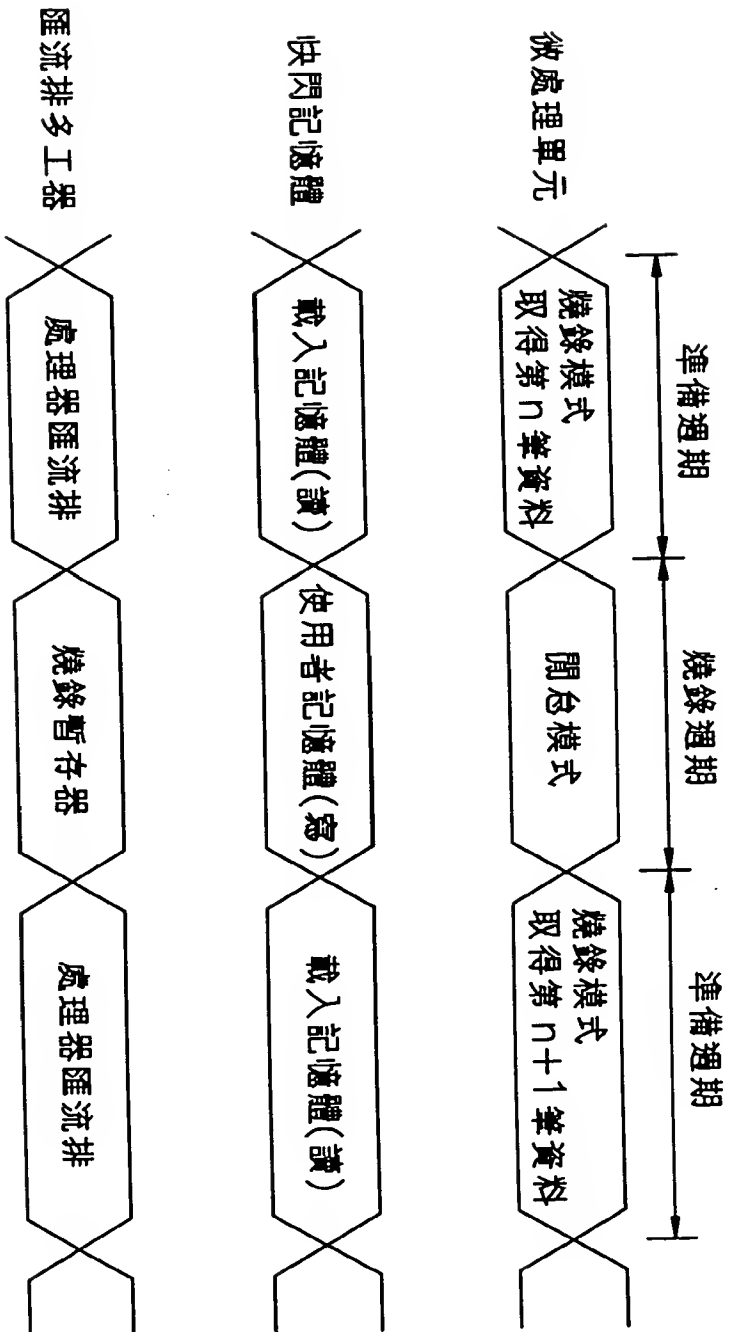 準備週期
燒錄週期
準備週期
微處理單元
燒錄模式
取得第n筆資料
閒怠模式
燒錄模式
取得第n+1筆資料
快閃記憶體
載入記憶體(讀)
使用者記憶體(寫)
載入記憶體(讀)
匯流排多工器
處理器匯流排
燒錄暫存器
處理器匯流排